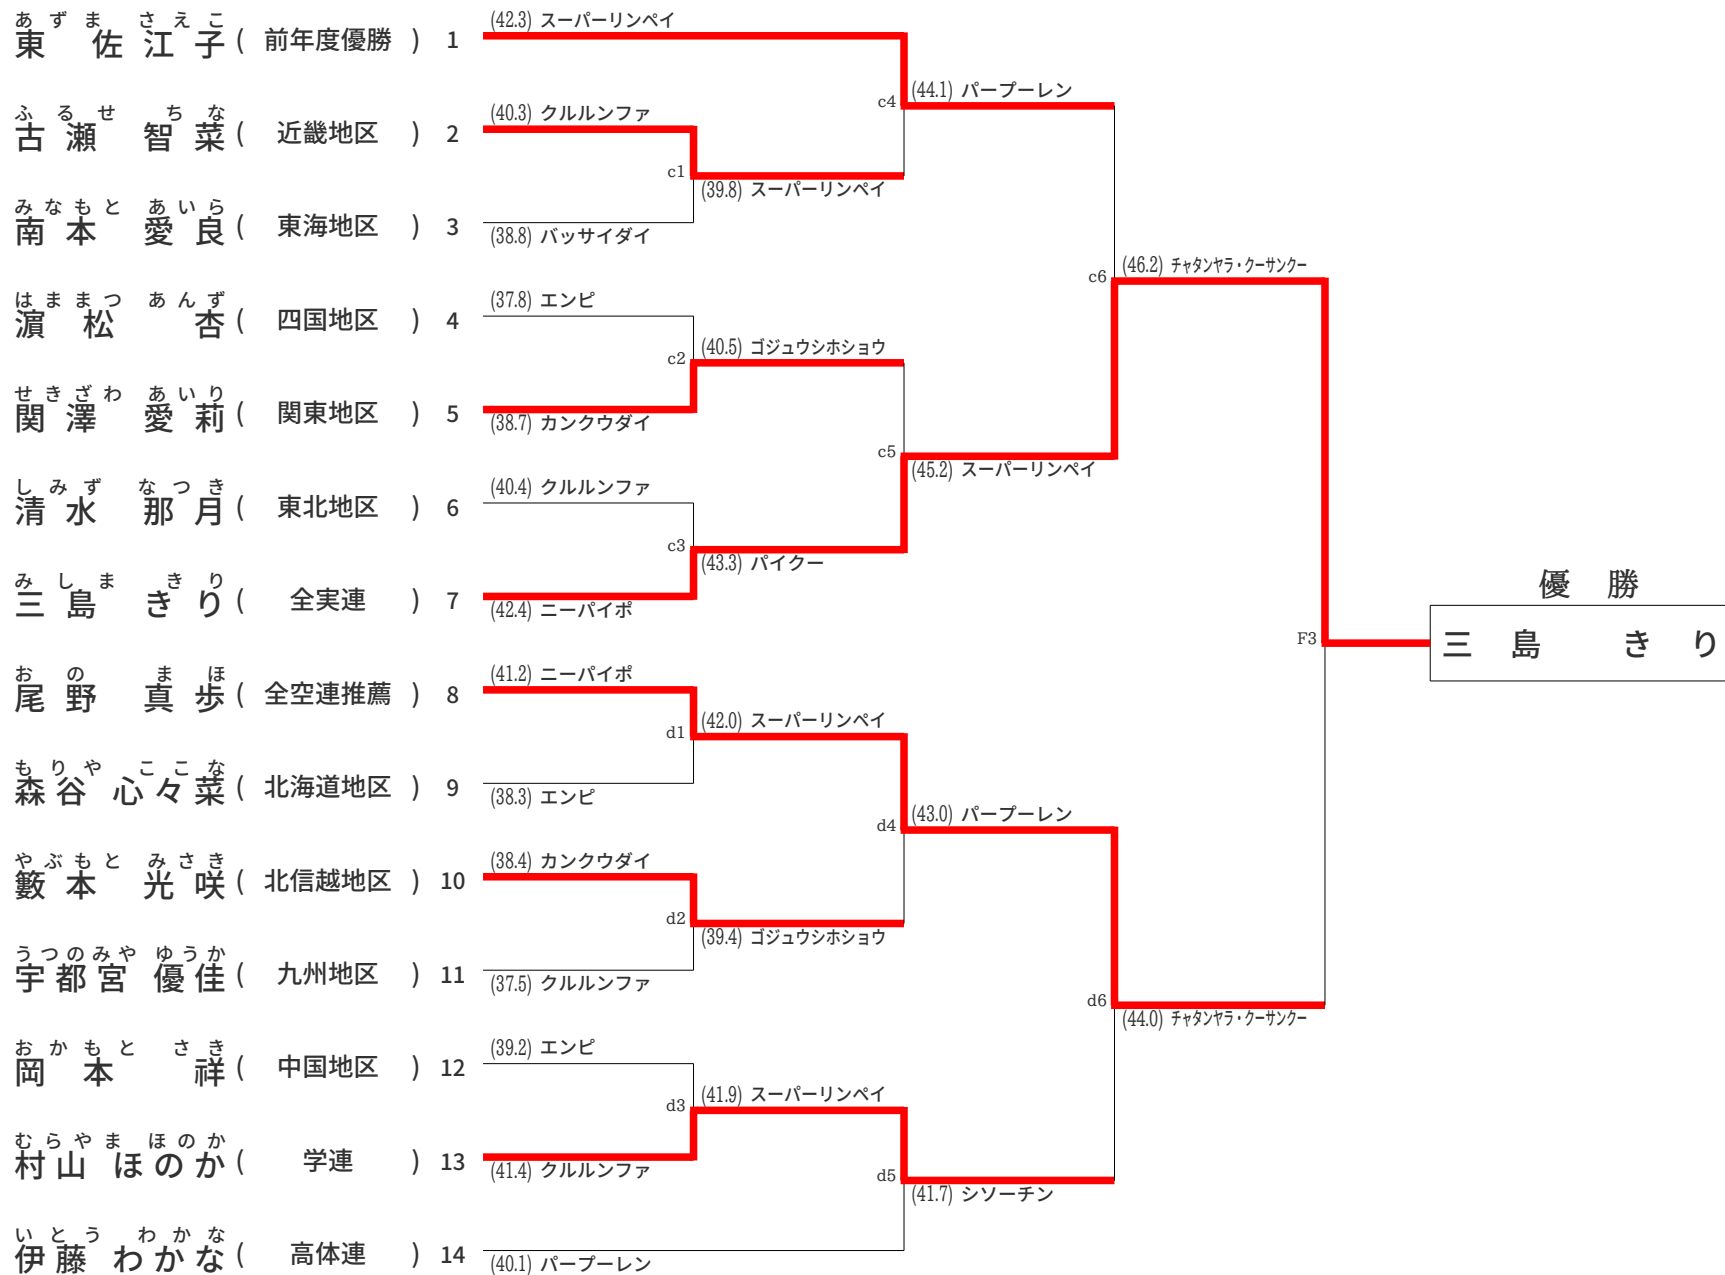 あずま さえこ
東 佐江子 ( 前年度優勝 ) 1
(42.3) スーパーリンペイ
c4
(44.1) パープーレン
ふるせ ちな
古瀬 智菜 ( 近畿地区 ) 2
(40.3) クルルンファ
c1
(39.8) スーパーリンペイ
みなもと あいら
南本 愛良 ( 東海地区 ) 3
(38.8) バッサイダイ
c6
(46.2) チャタンヤラ・クーサンクー
はままつ あんず
濵松 杏 ( 四国地区 ) 4
(37.8) エンピ
c2
(40.5) ゴジュウシホショウ
せきざわ あいり
関澤 愛莉 ( 関東地区 ) 5
(38.7) カンクウダイ
c5
(45.2) スーパーリンペイ
しみず なつき
清水 那月 ( 東北地区 ) 6
(40.4) クルルンファ
c3
(43.3) パイクー
みしま きり
三島 きり ( 全実連 ) 7
(42.4) ニーパイポ
優勝
F3
三島 きり
おの まほ
尾野 真歩 ( 全空連推薦 ) 8
(41.2) ニーパイポ
d1
(42.0) スーパーリンペイ
もりや ここな
森谷 心々菜 ( 北海道地区 ) 9
(38.3) エンピ
d4
(43.0) パープーレン
やぶもと みさき
籔本 光咲 ( 北信越地区 ) 10
(38.4) カンクウダイ
d2
(39.4) ゴジュウシホショウ
うつのみや ゆうか
宇都宮 優佳 ( 九州地区 ) 11
(37.5) クルルンファ
d6
(44.0) チャタンヤラ・クーサンクー
おかもと さき
岡本 祥 ( 中国地区 ) 12
(39.2) エンピ
d3
(41.9) スーパーリンペイ
むらやま ほのか
村山 ほのか ( 学連 ) 13
(41.4) クルルンファ
d5
(41.7) シソーチン
いとう わかな
伊藤 わかな ( 高体連 ) 14
(40.1) パープーレン